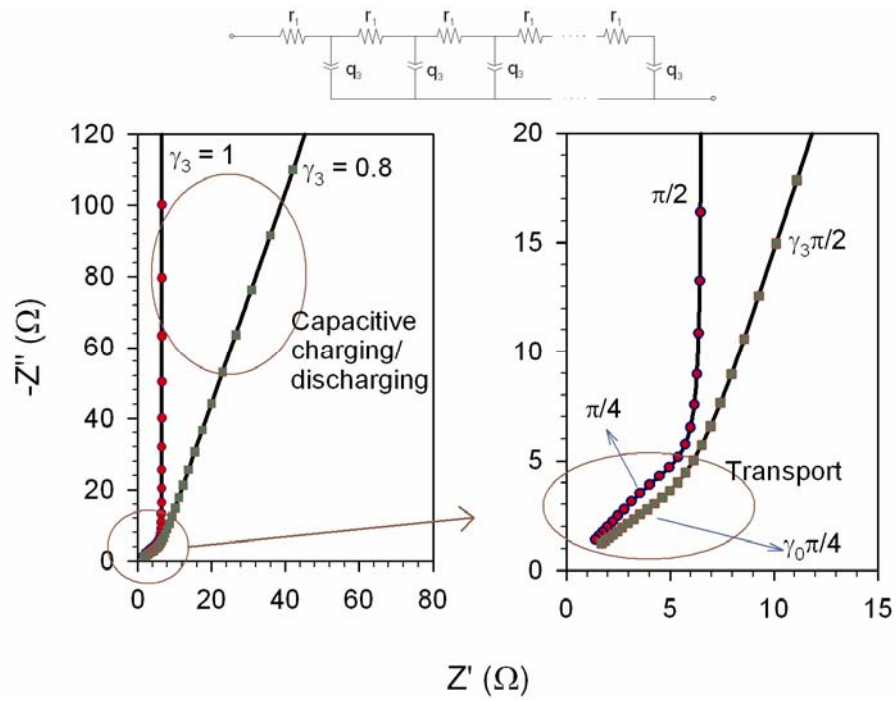 r₁ r₁ r₁ r₁ r₁
q₃ q₃ q₃ q₃
120
100
80
60
40
20
0
γ₃ = 1
γ₃ = 0.8
Capacitive
charging/
discharging
0 20 40 60 80
-Z'' (Ω)
20
15
10
5
0
π/2
γ₃π/2
π/4
Transport
γ₀π/4
0 5 10 15
Z' (Ω)